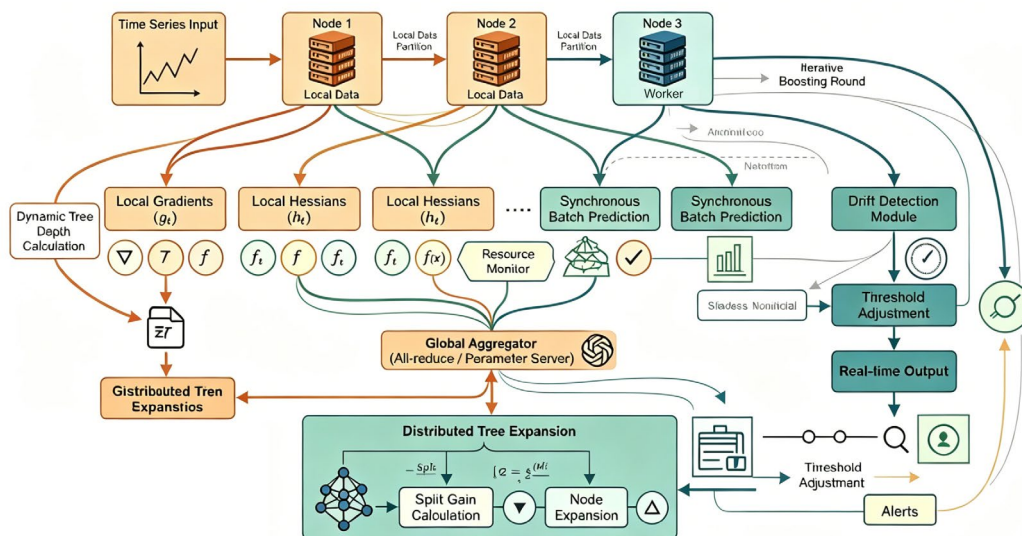 Time Series Input
Node 1
Local Data
Local Data
Partition
Node 2
Local Data
Local Data
Partition
Node 3
Worker
Iterative
Boosting Round
Dynamic Tree
Depth
Calculation
Local Gradients
(gₜ)
Local Hessians
(hₜ)
Local Hessians
(hₜ)
....
Synchronous
Batch Prediction
Synchronous
Batch Prediction
Drift Detection
Module
▽
T
f
fₜ
f
fₜ
fₜ
f(x)
Resource
Monitor
Threshold
Adjustment
Global Aggregator
(All-reduce / Parameter Server)
Real-time Output
Gistributed Tren
Expanstios
Distributed Tree Expansion
Split Gain
Calculation
▼
Node
Expansion
△
Threshold
Adjustment
Alerts